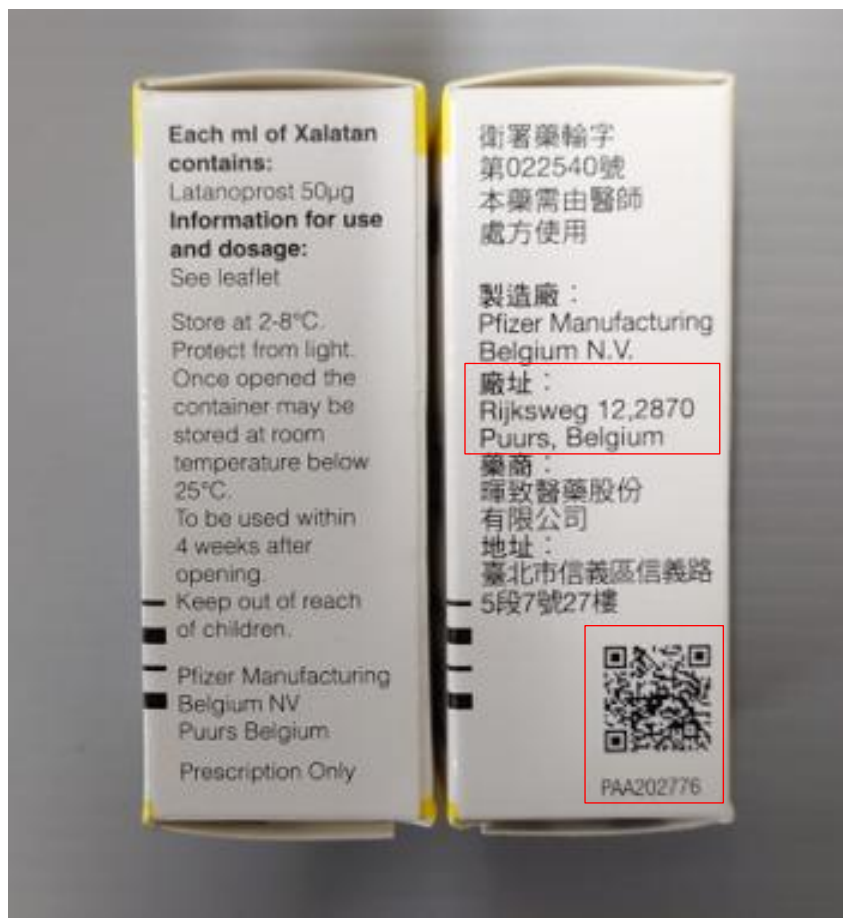 Each ml of Xalatan
contains:
Latanoprost 50µg
Information for use
and dosage:
See leaflet
Store at 2-8°C.
Protect from light.
Once opened the
container may be
stored at room
temperature below
25°C.
To be used within
4 weeks after
opening.
Keep out of reach
of children.
Pfizer Manufacturing
Belgium NV
Puurs Belgium
Prescription Only
衛署藥輸字
第022540號
本藥需由醫師
處方使用
製造廠：
Pfizer Manufacturing
Belgium N.V.
廠址：
Rijksweg 12,2870
Puurs, Belgium
藥商：
暉致醫藥股份
有限公司
地址：
臺北市信義區信義路
5段7號27樓
PAA202776